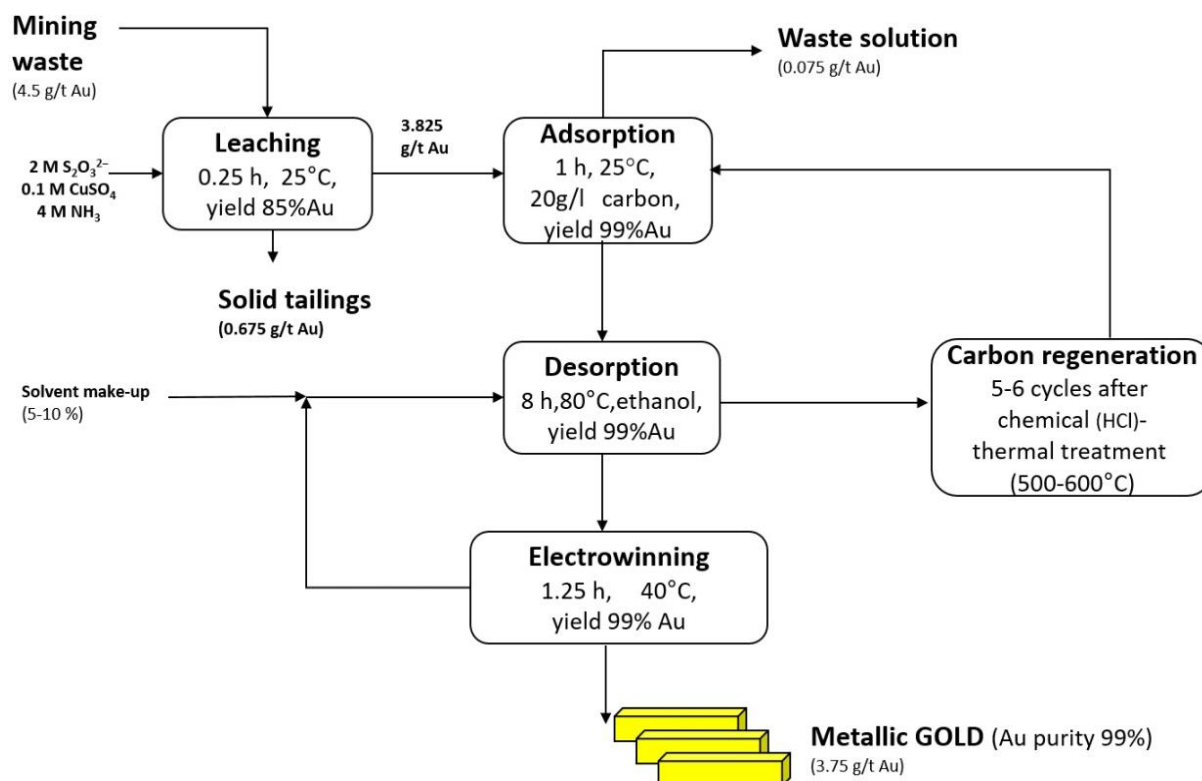 Mining
waste
(4.5 g/t Au)
Waste solution
(0.075 g/t Au)
2 M S₂O₃²⁻
0.1 M CuSO₄
4 M NH₃
Leaching
0.25 h, 25°C,
yield 85%Au
3.825
g/t Au
Adsorption
1 h, 25°C,
20g/l carbon,
yield 99%Au
Solid tailings
(0.675 g/t Au)
Solvent make-up
(5-10 %)
Desorption
8 h,80°C,ethanol,
yield 99%Au
Carbon regeneration
5-6 cycles after
chemical (HCl)-
thermal treatment
(500-600°C)
Electrowinning
1.25 h, 40°C,
yield 99% Au
Metallic GOLD (Au purity 99%)
(3.75 g/t Au)